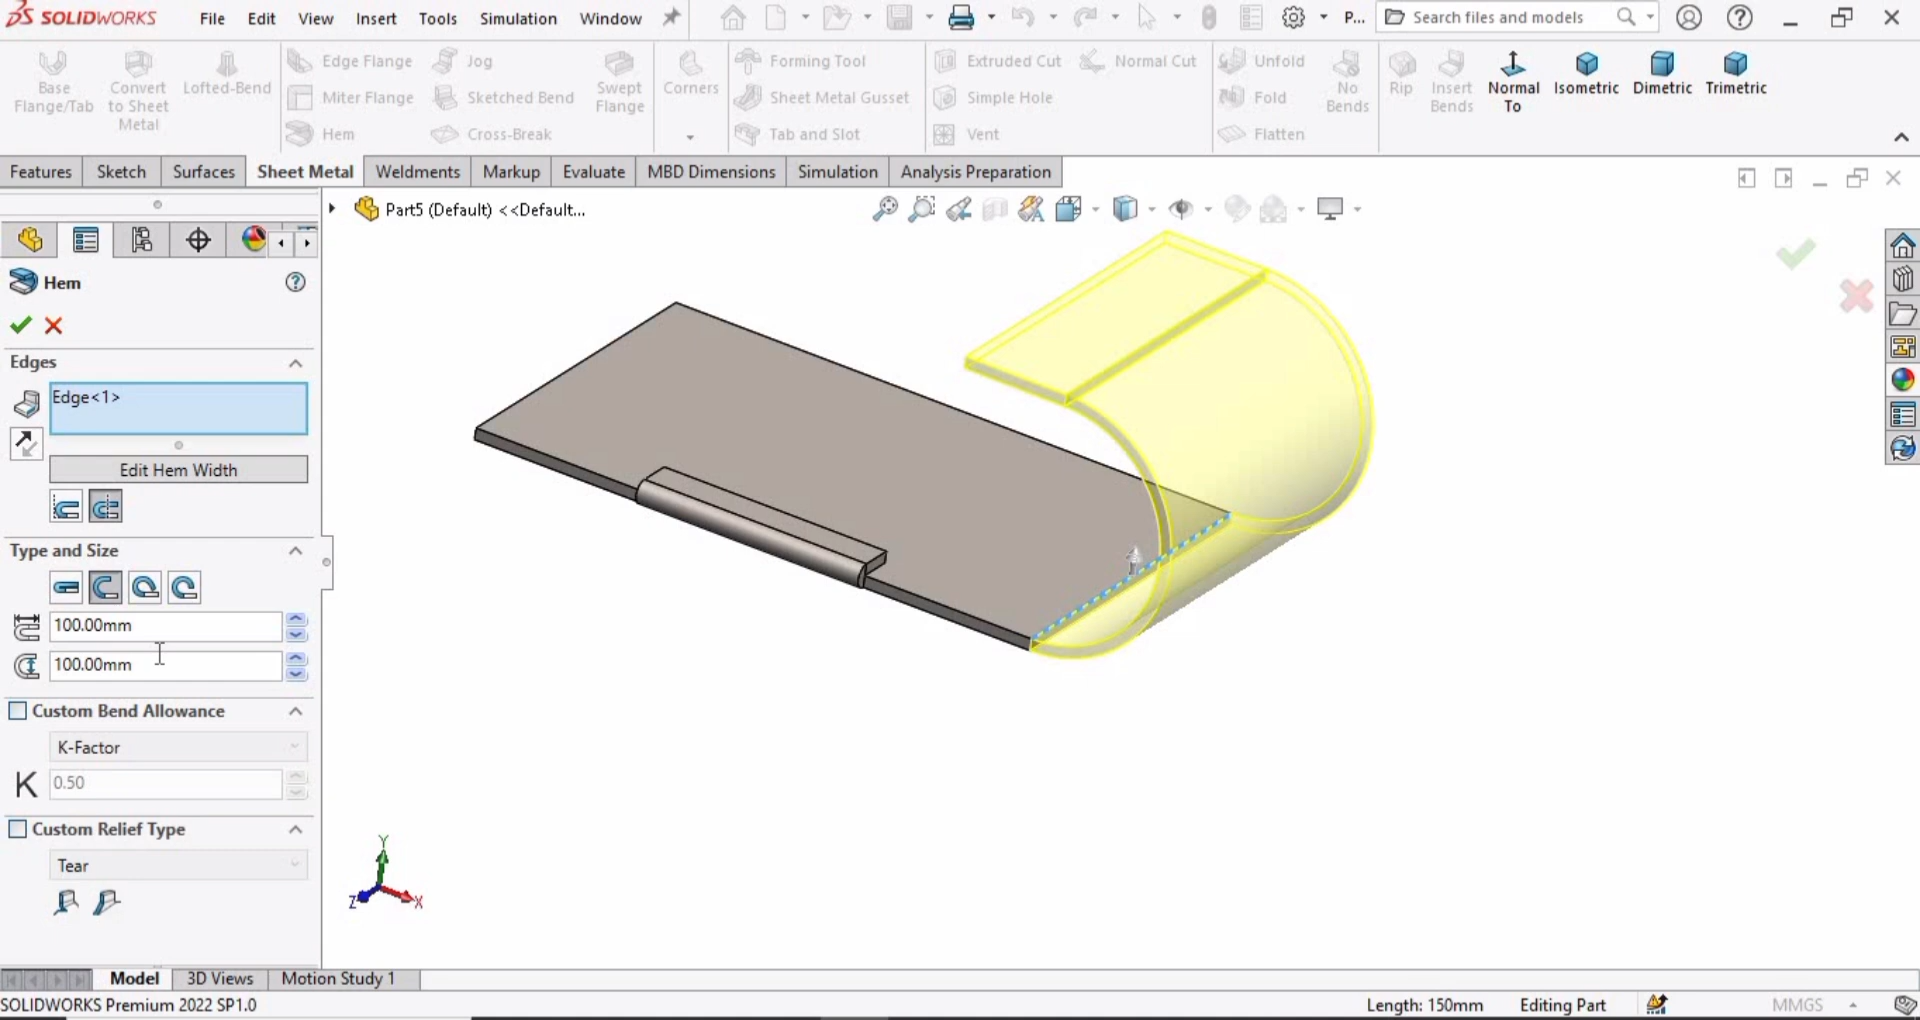 SOLIDWORKS File Edit View Insert Tools Simulation Window P... Search files and models
Base Flange/Tab
Convert to Sheet Metal
Lofted-Bend
Edge Flange
Miter Flange
Hem
Jog
Sketched Bend
Cross-Break
Swept Flange
Corners
Forming Tool
Sheet Metal Gusset
Tab and Slot
Extruded Cut
Simple Hole
Vent
Normal Cut
Unfold
Fold
Flatten
No Bends
Rip
Insert Bends
Normal To
Isometric
Dimetric
Trimetric
Features Sketch Surfaces Sheet Metal Weldments Markup Evaluate MBD Dimensions Simulation Analysis Preparation
Part5 (Default) <<Default...
Hem
Edges
Edge<1>
Edit Hem Width
Type and Size
100.00mm
100.00mm
Custom Bend Allowance
K-Factor
K 0.50
Custom Relief Type
Tear
Y
Z
X
Model 3D Views Motion Study 1
SOLIDWORKS Premium 2022 SP1.0 Length: 150mm Editing Part MMGS